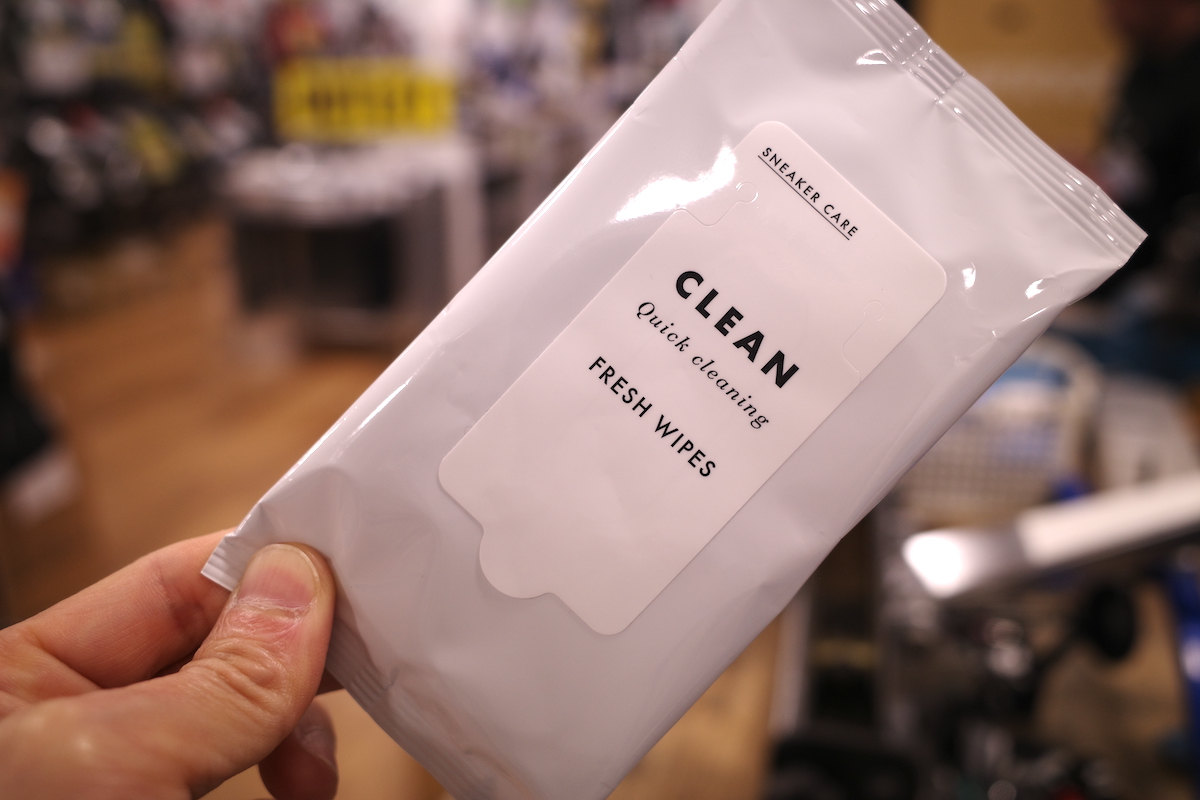 SNEAKER CARE
CLEAN
Quick cleaning
FRESH WIPES